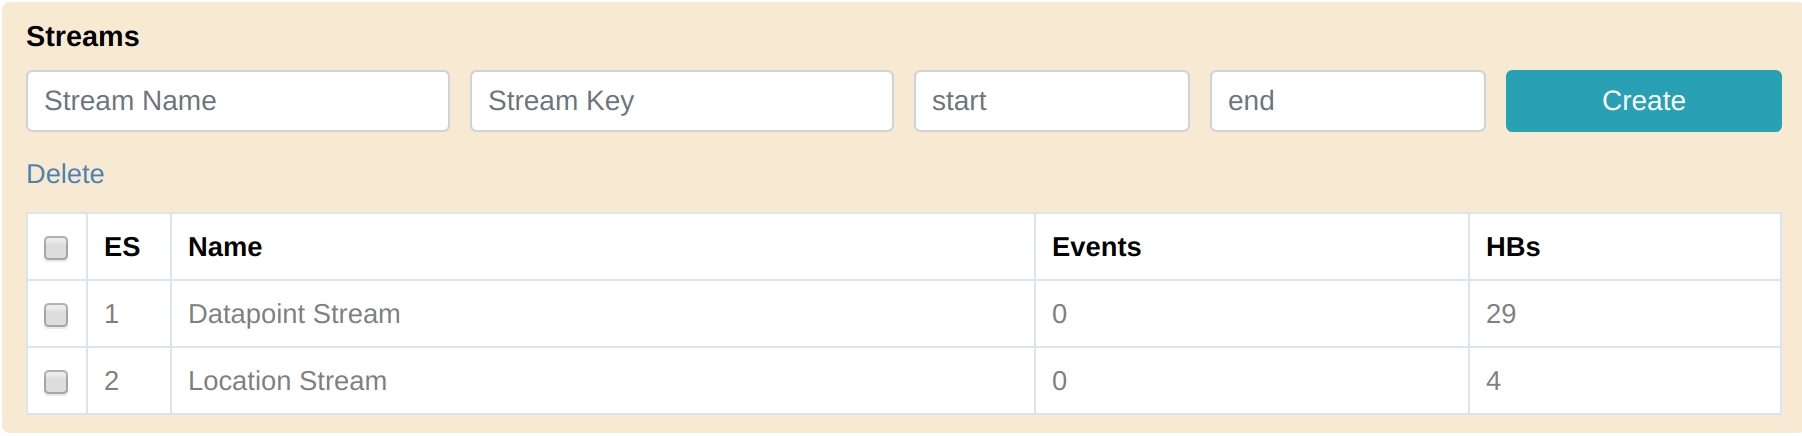 Streams
Stream Name Stream Key start end Create
Delete
ES Name Events HBs
1 Datapoint Stream 0 29
2 Location Stream 0 4